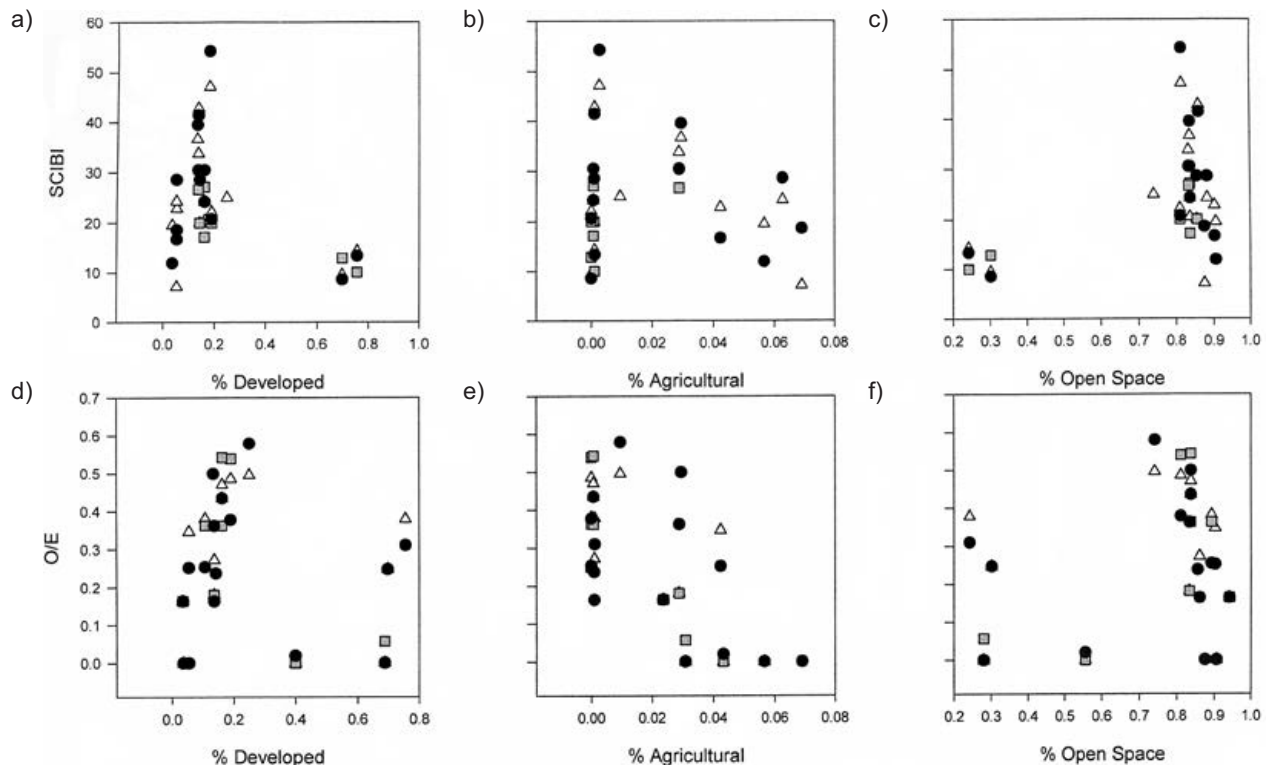 a)
b)
c)
60
50
40
30
20
10
0
SCIBI
0.0 0.2 0.4 0.6 0.8 1.0
0.00 0.02 0.04 0.06 0.08
0.2 0.3 0.4 0.5 0.6 0.7 0.8 0.9 1.0
% Developed
% Agricultural
% Open Space
d)
e)
f)
0.7
0.6
0.5
0.4
0.3
0.2
0.1
0.0
O/E
0.0 0.2 0.4 0.6 0.8
0.00 0.02 0.04 0.06 0.08
0.2 0.3 0.4 0.5 0.6 0.7 0.8 0.9 1.0
% Developed
% Agricultural
% Open Space